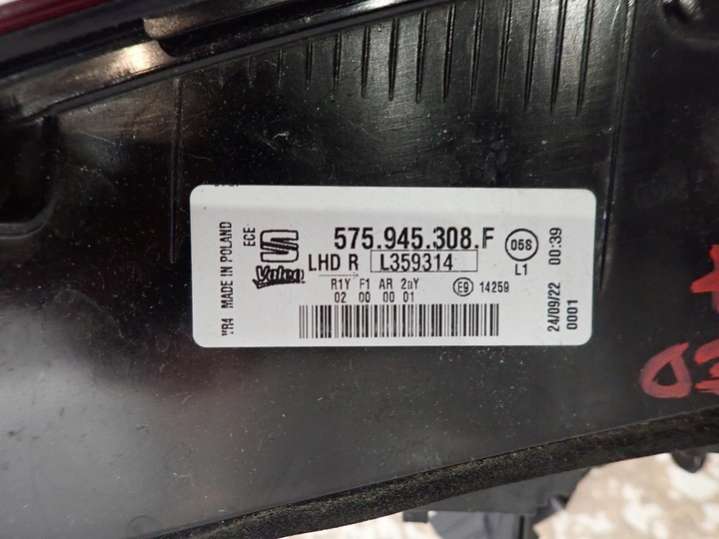 ECE
575.945.308.F
Valeo
LHD R L359314
05S
L1
R1Y F1 AR 2aY
02 00 00 01
E9 14259
MADE IN POLAND
24/09/22 00:39
0001